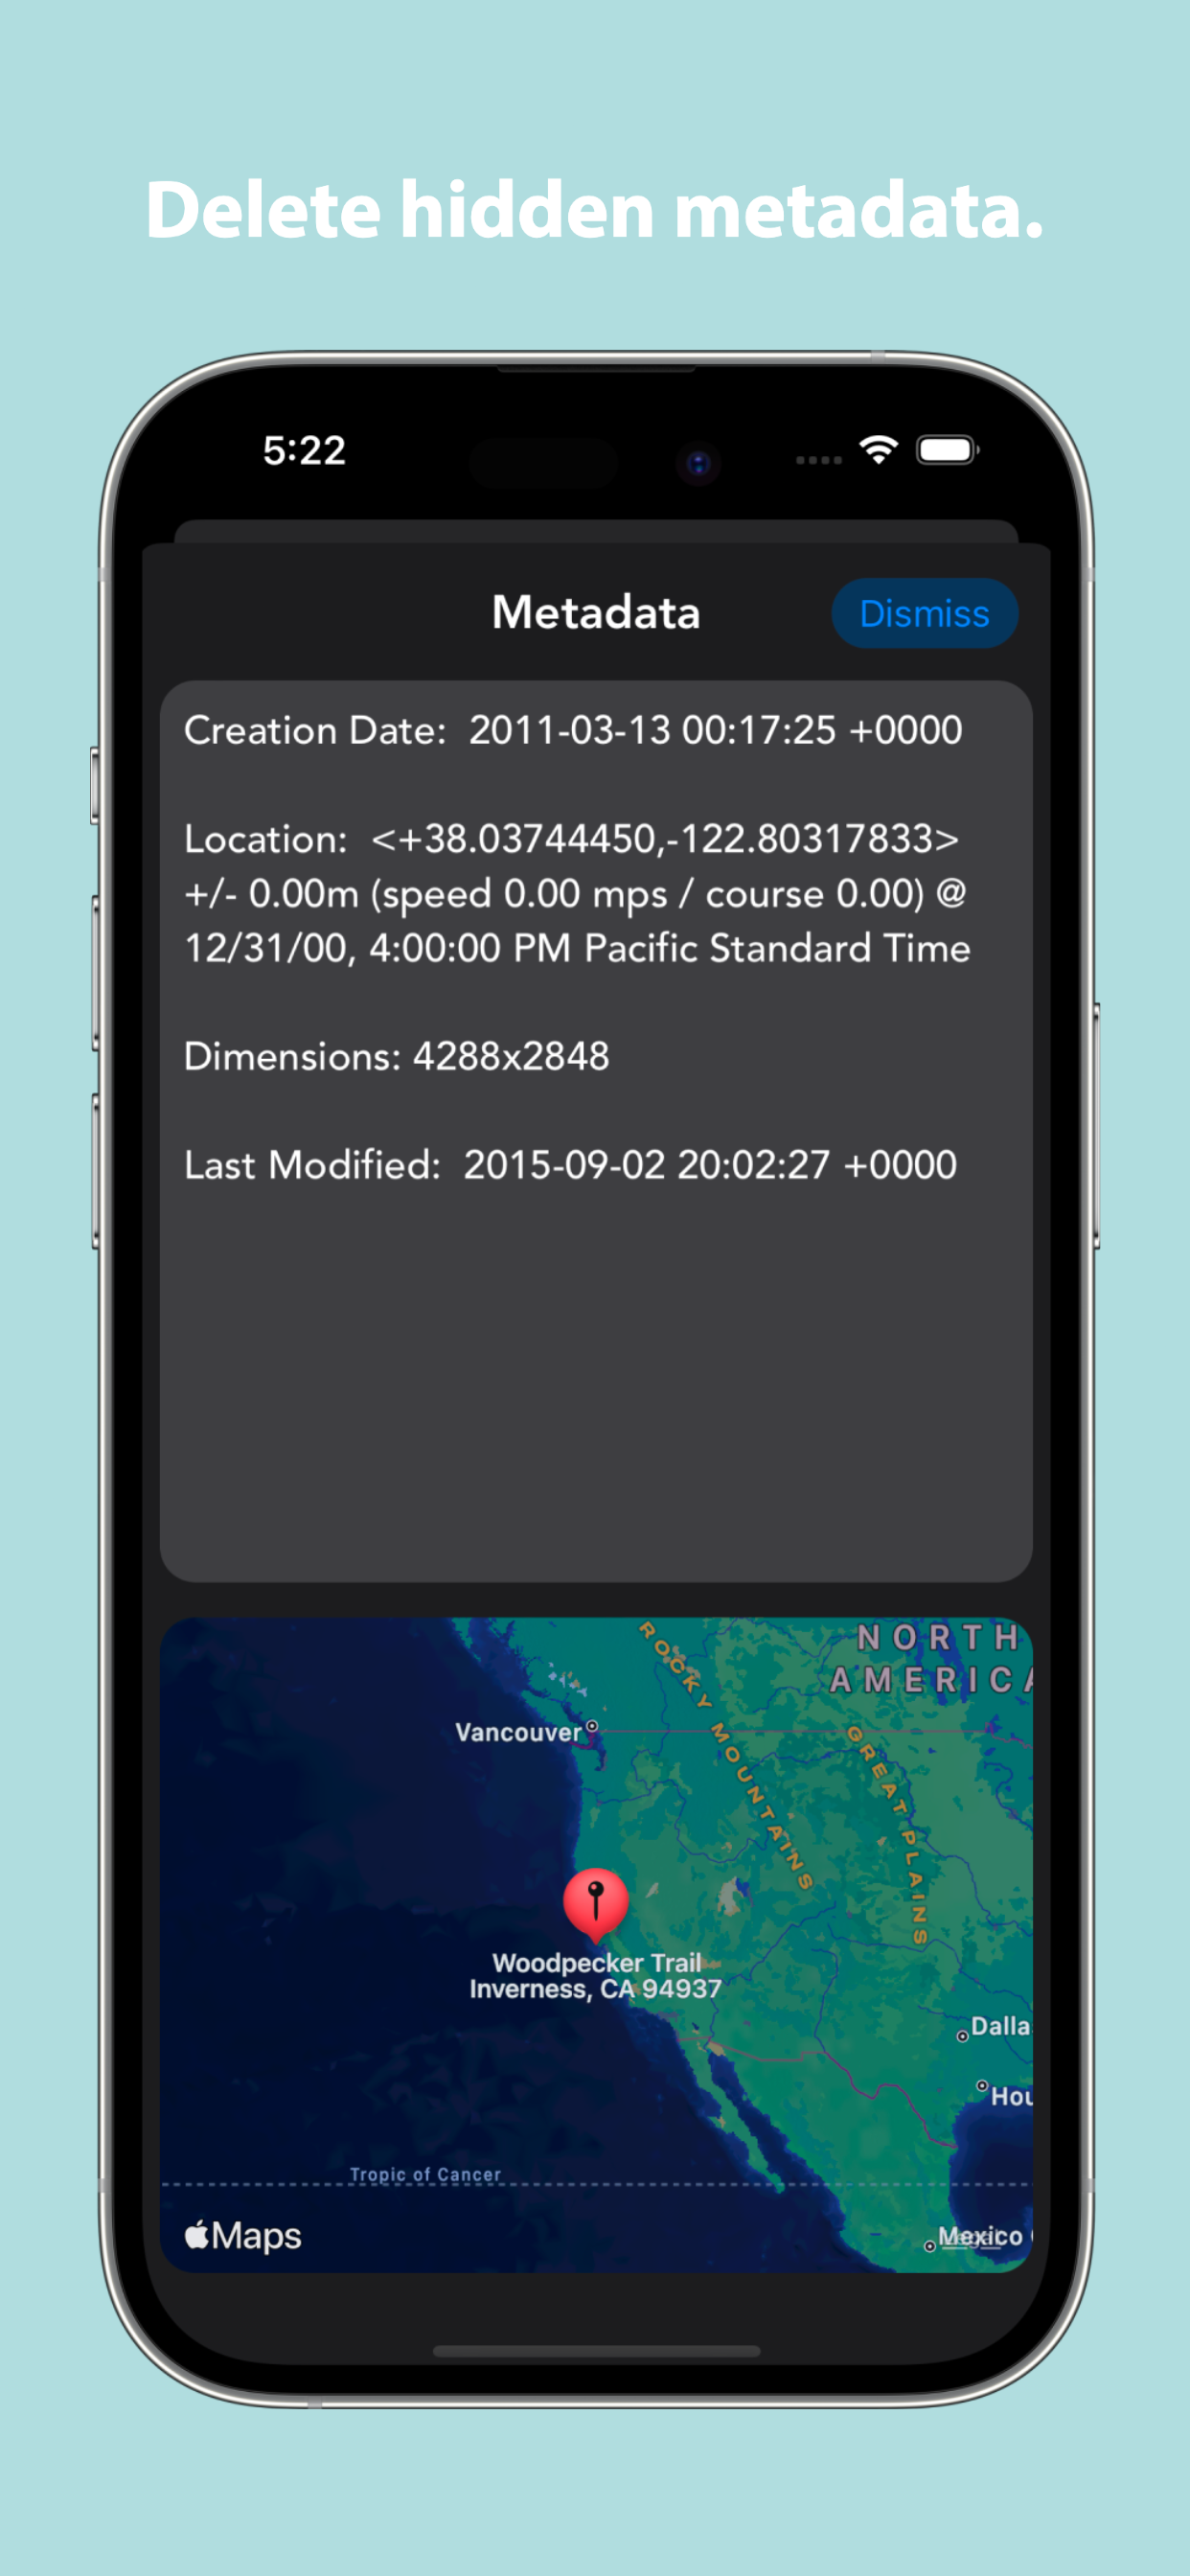 Delete hidden metadata.
5:22
Metadata
Dismiss
Creation Date: 2011-03-13 00:17:25 +0000
Location: <+38.03744450,-122.80317833>
+/- 0.00m (speed 0.00 mps / course 0.00) @
12/31/00, 4:00:00 PM Pacific Standard Time
Dimensions: 4288x2848
Last Modified: 2015-09-02 20:02:27 +0000
NORTH
AMERICA
ROCKY MOUNTAINS
GREAT PLAINS
Vancouver
Woodpecker Trail
Inverness, CA 94937
Dalla
Hou
Tropic of Cancer
Maps
Mexico